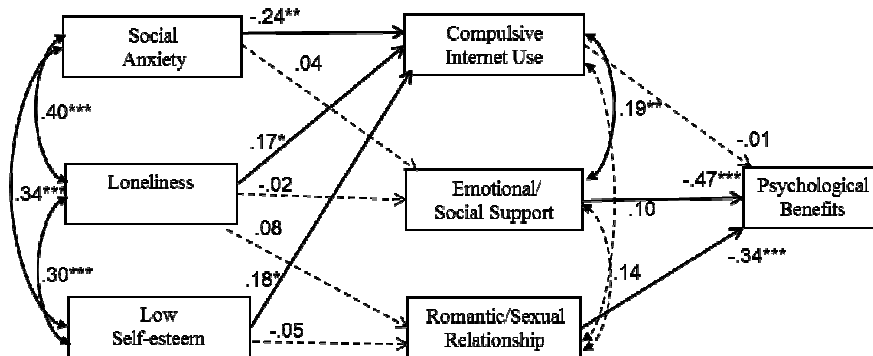 -.24**
Social
Anxiety
Compulsive
Internet Use
.04
.40***
.19**
.17*
-.01
Loneliness
-.02
Emotional/
Social Support
-.47***
Psychological
Benefits
.34***
.10
.08
.14
-.34***
.30***
.18*
Low
Self-esteem
-.05
Romantic/Sexual
Relationship